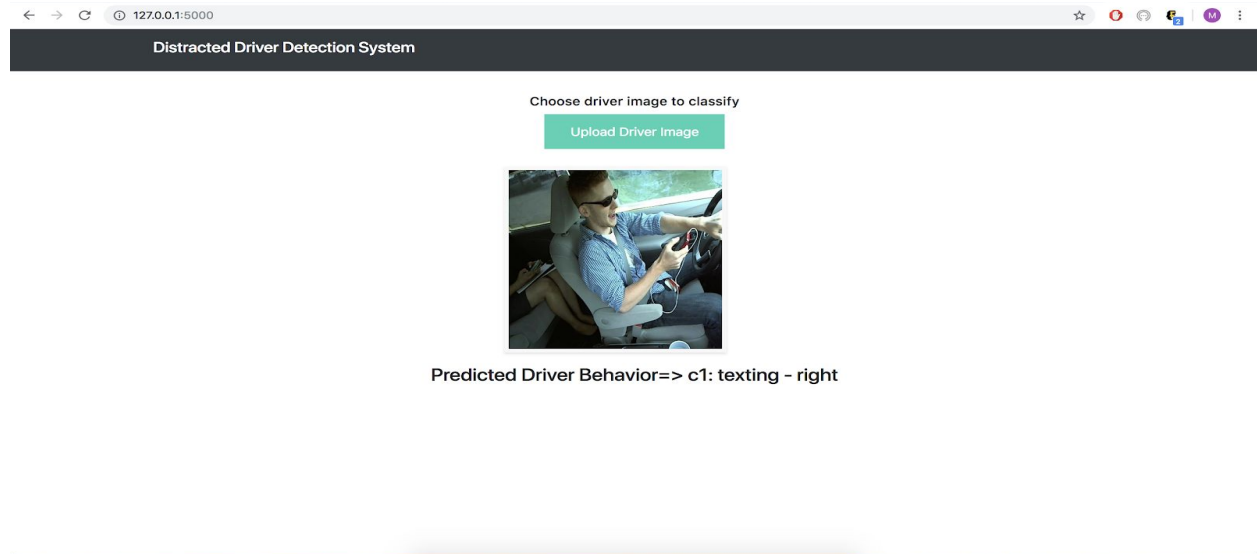 127.0.0.1:5000
2
M
Distracted Driver Detection System
Choose driver image to classify
Upload Driver Image
Predicted Driver Behavior=> c1: texting - right